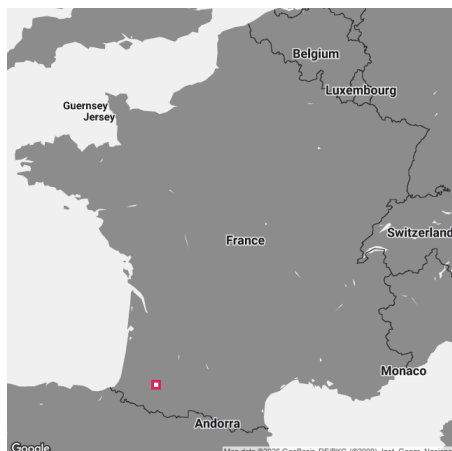 Belgium
Luxembourg
Guernsey
Jersey
Switzerland
France
Monaco
Andorra
Google